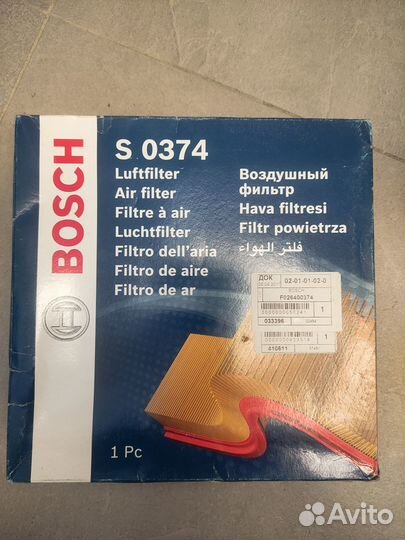 BOSCH
S 0374
Luftfilter
Air filter
Filtre à air
Luchtfilter
Filtro dell'aria
Filtro de aire
Filtro de ar
Воздушный
фильтр
Hava filtresi
Filtr powietrza
فلتر الهواء
ДОК
02-01-01-02-0
BOSCH
F026400374
1
033396
1
410611
1 Pc
Avito